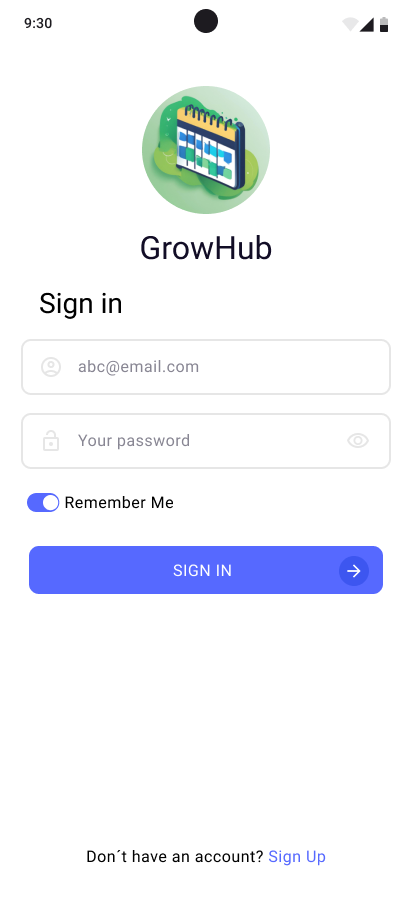 9:30
GrowHub
Sign in
abc@email.com
Your password
Remember Me
SIGN IN
Don´t have an account? Sign Up